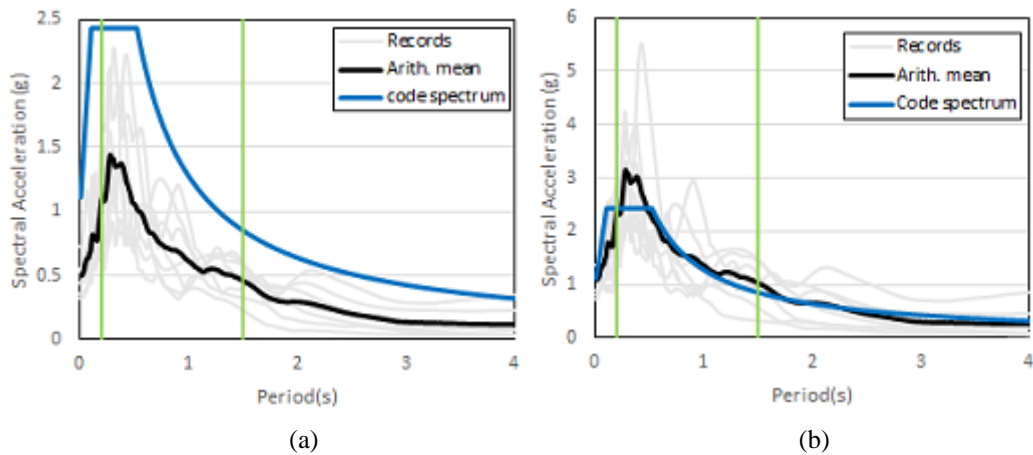 2.5
2
1.5
1
0.5
0
Spectral Acceleration (g)
Records
Arith. mean
code spectrum
0 1 2 3 4
Period(s)
(a)
6
5
4
3
2
1
0
Spectral Acceleration (g)
Records
Arith. mean
Code spectrum
0 1 2 3 4
Period(s)
(b)